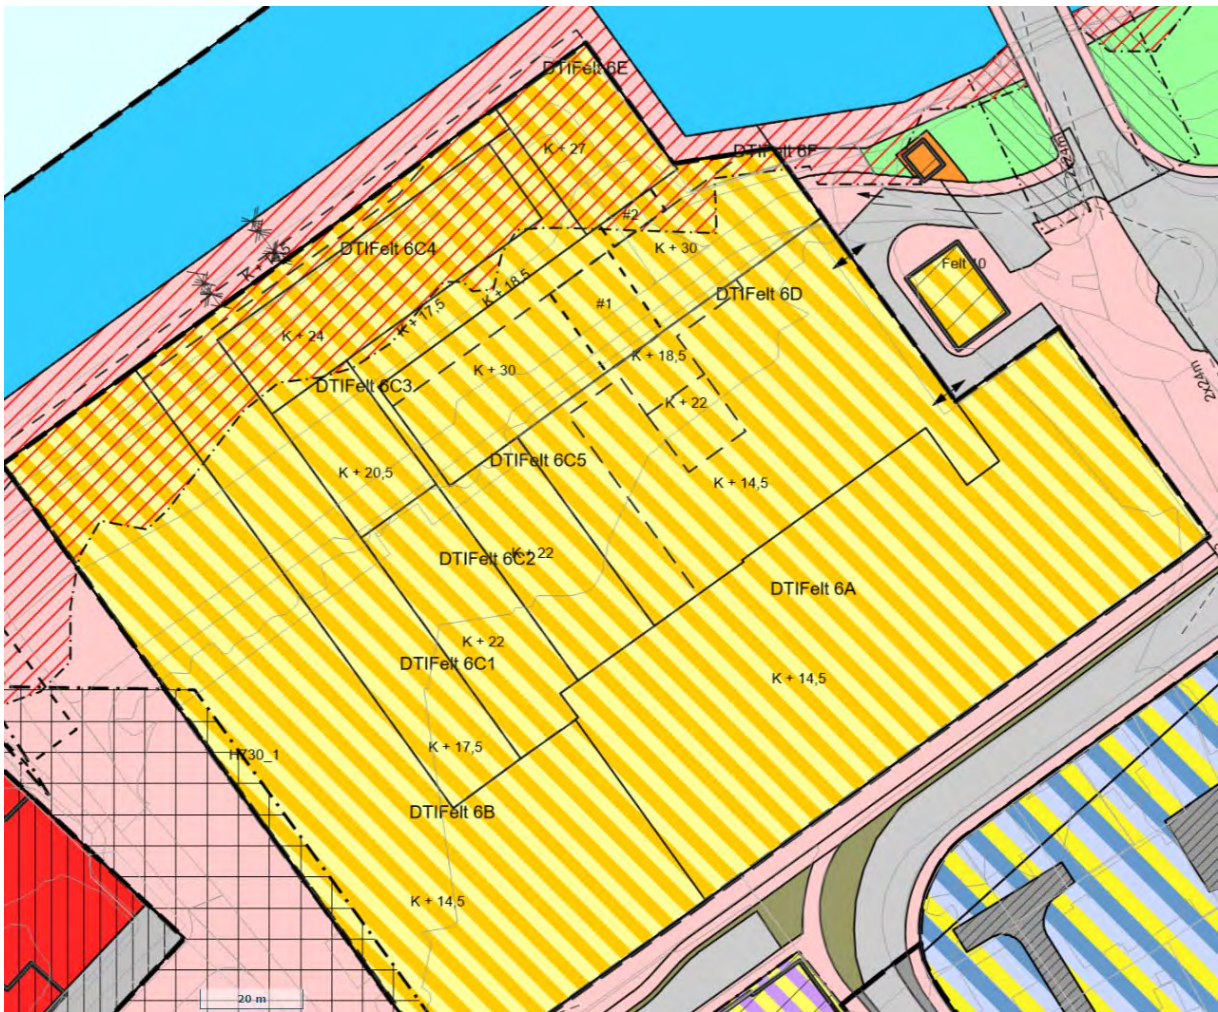 DTIFelt 6E
K + 27
DTIFelt 6F
2x24m
#2
K + 30
DTIFelt 6C4
Felt 10
DTIFelt 6D
K + 18,5
#1
K + 17,5
K + 24
K + 18,5
K + 30
DTIFelt 6C3
2x24m
K + 22
DTIFelt 6C5
K + 20,5
K + 14,5
DTIFelt 6C2
K + 22
DTIFelt 6A
K + 22
DTIFelt 6C1
K + 14,5
K + 17,5
H730_1
DTIFelt 6B
K + 14,5
20 m